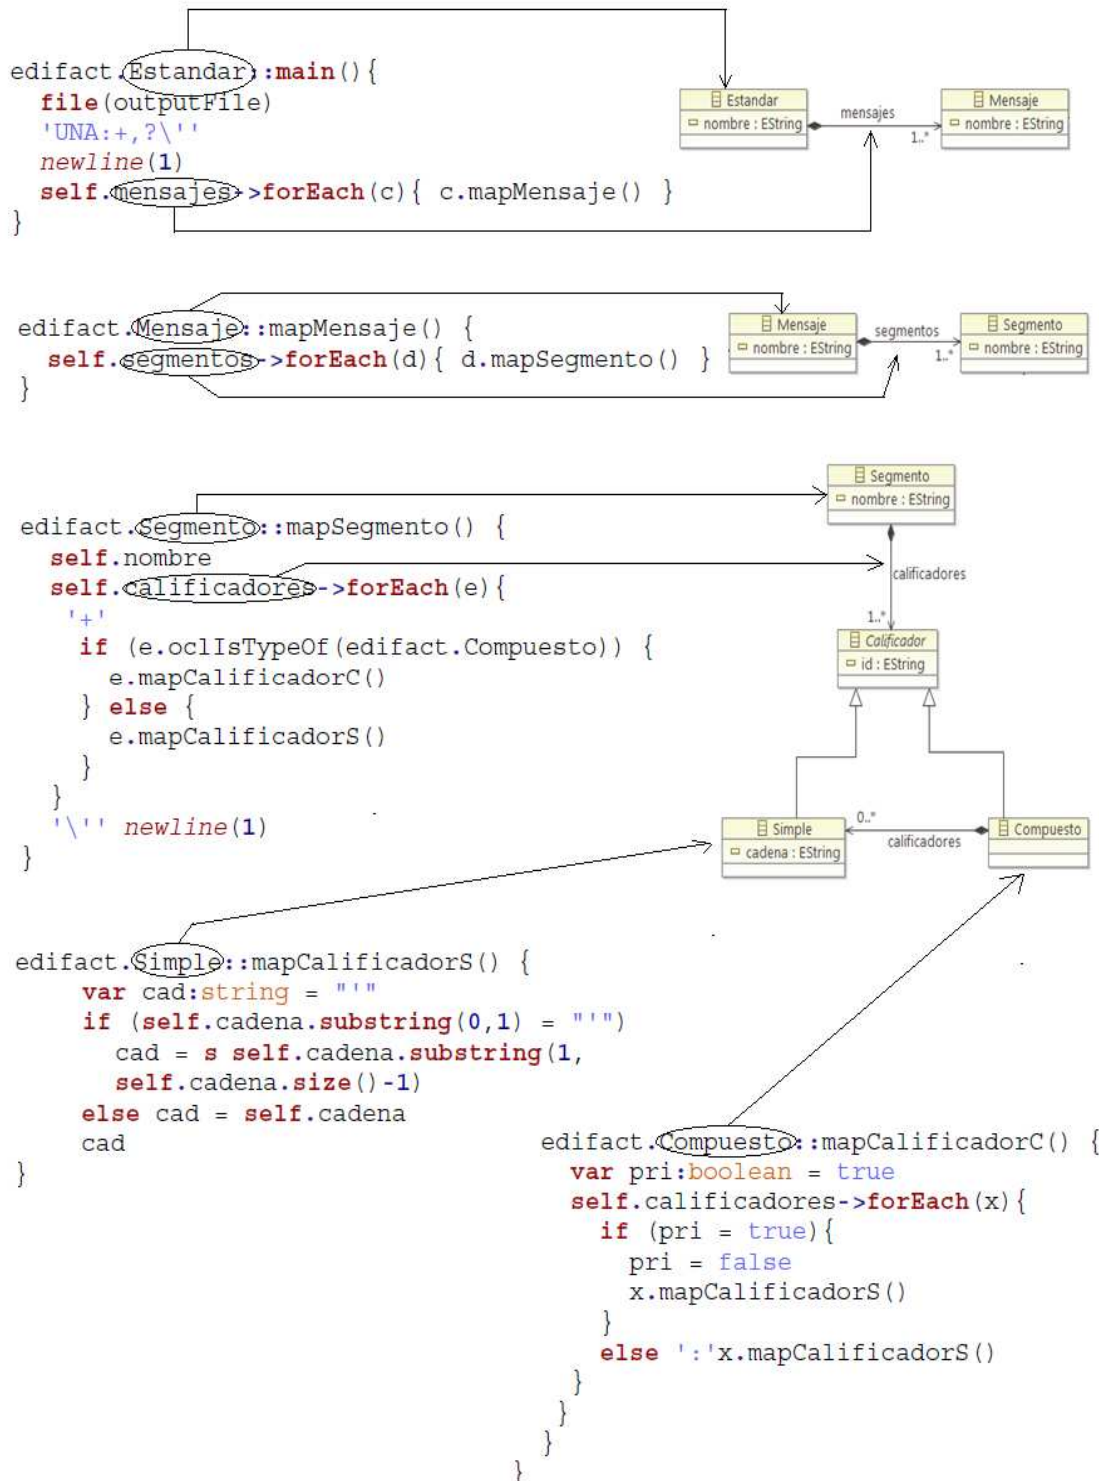 edifact.Estandar::main(){
file(outputFile)
'UNA:+,?\''
newline(1)
self.mensajes->forEach(c){ c.mapMensaje() }
}
Estandar
nombre : EString
mensajes
1..*
Mensaje
nombre : EString
edifact.Mensaje::mapMensaje() {
self.segmentos->forEach(d){ d.mapSegmento() }
}
Mensaje
nombre : EString
segmentos
1..*
Segmento
nombre : EString
edifact.Segmento::mapSegmento() {
self.nombre
self.calificadores->forEach(e){
'+'
if (e.oclIsTypeOf(edifact.Compuesto)) {
e.mapCalificadorC()
} else {
e.mapCalificadorS()
}
}
'\'' newline(1)
}
Segmento
nombre : EString
calificadores
1..*
Calificador
id : EString
Simple
cadena : EString
0..*
calificadores
Compuesto
edifact.Simple::mapCalificadorS() {
var cad:string = "'"
if (self.cadena.substring(0,1) = "'")
cad = s self.cadena.substring(1,
self.cadena.size()-1)
else cad = self.cadena
cad
}
edifact.Compuesto::mapCalificadorC() {
var pri:boolean = true
self.calificadores->forEach(x){
if (pri = true){
pri = false
x.mapCalificadorS()
}
else ':'x.mapCalificadorS()
}
}
}
}